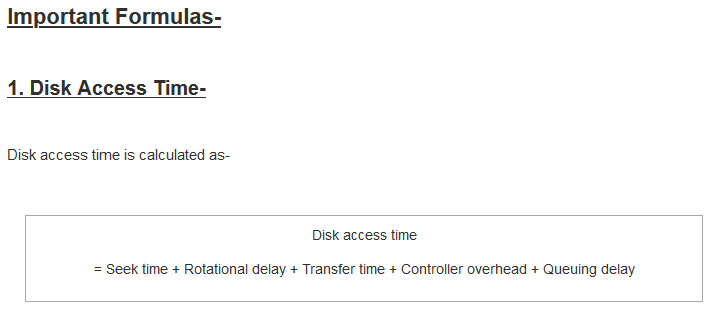 Important Formulas-
1. Disk Access Time-
Disk access time is calculated as-
Disk access time
= Seek time + Rotational delay + Transfer time + Controller overhead + Queuing delay